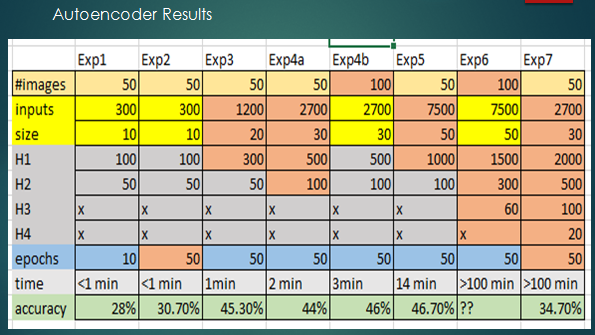 Autoencoder Results
Exp1 Exp2 Exp3 Exp4a Exp4b Exp5 Exp6 Exp7
#images 50 50 50 50 100 50 100 50
inputs 300 300 1200 2700 2700 7500 7500 2700
size 10 10 20 30 30 50 50 30
H1 100 100 300 500 500 1000 1500 2000
H2 50 50 50 100 100 100 300 500
H3 x x x x x x 60 100
H4 x x x x x x x 20
epochs 10 50 50 50 50 50 50 50
time <1 min <1 min 1min 2 min 3min 14 min >100 min >100 min
accuracy 28% 30.70% 45.30% 44% 46% 46.70% ?? 34.70%